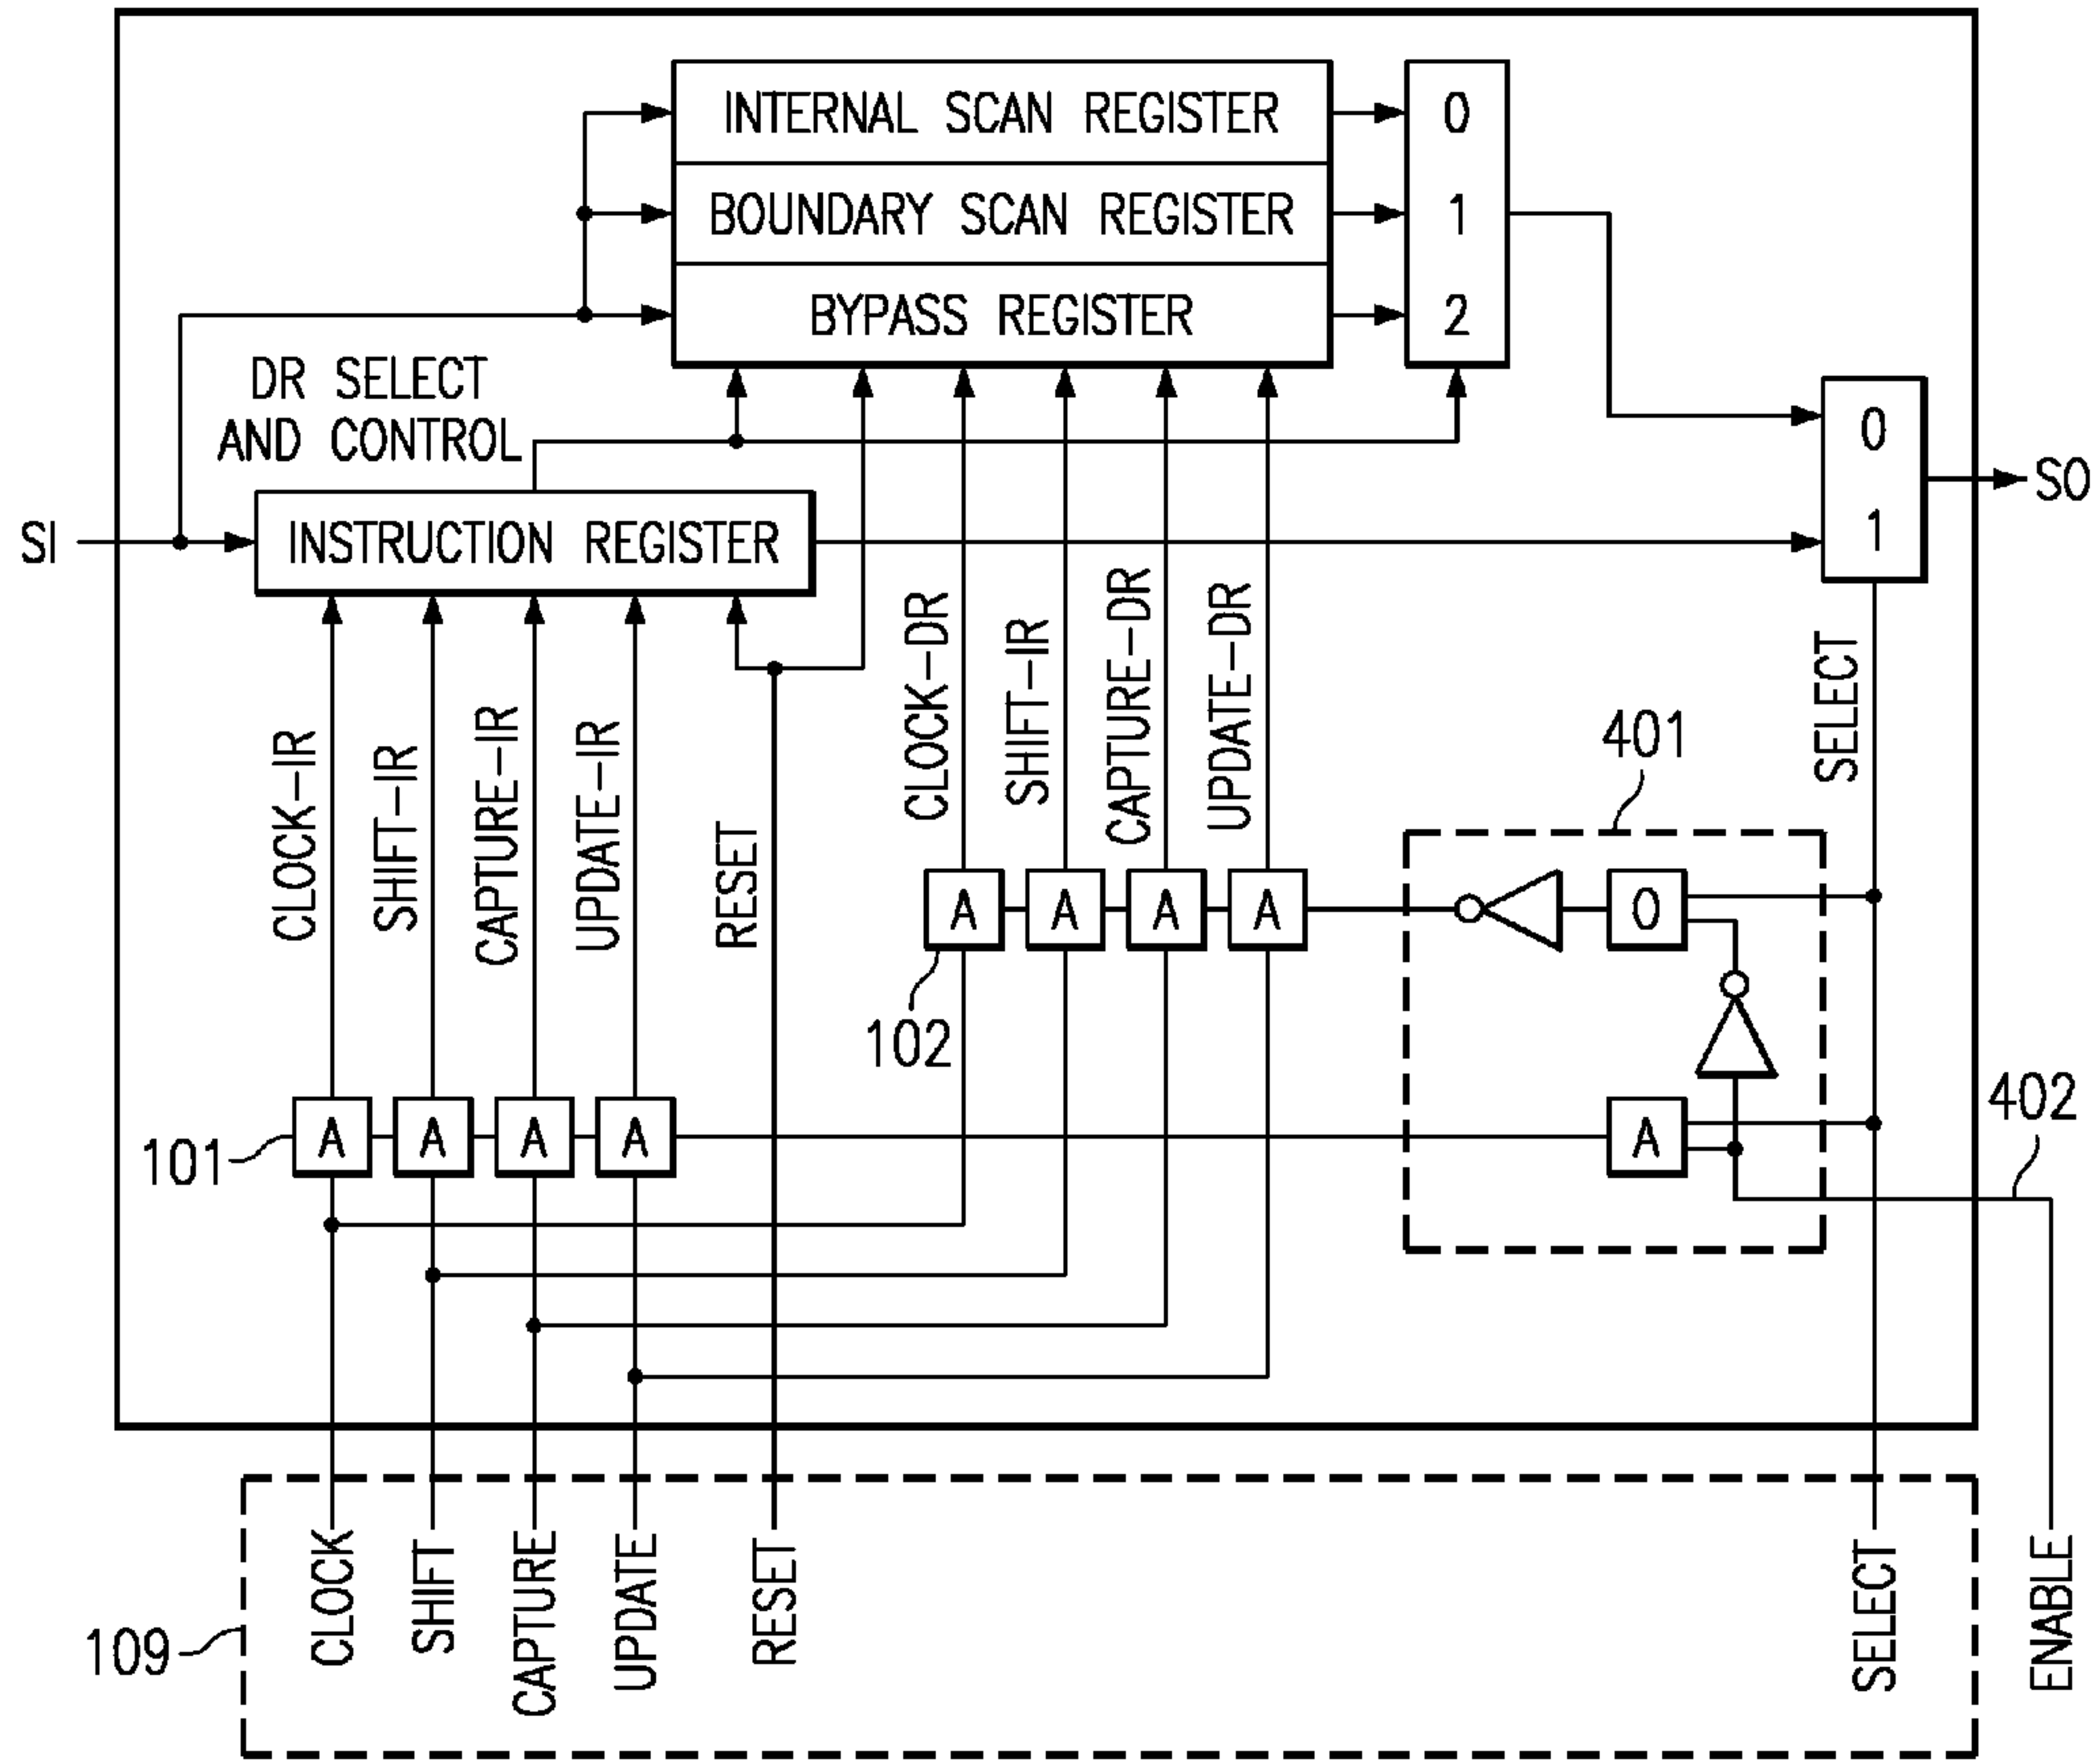 INTERNAL SCAN REGISTER
0
BOUNDARY SCAN REGISTER
1
BYPASS REGISTER
2
DR SELECT
AND CONTROL
0
SO
SI
INSTRUCTION REGISTER
1
CLOCK-IR
SHIFT-IR
CAPTURE-IR
UPDATE-IR
RESET
CLOCK-DR
SHIFT-IR
CAPTURE-DR
UPDATE-DR
SELECT
401
A
A
A
A
O
102
402
101
A
A
A
A
A
109
CLOCK
SHIFT
CAPTURE
UPDATE
RESET
SELECT
ENABLE